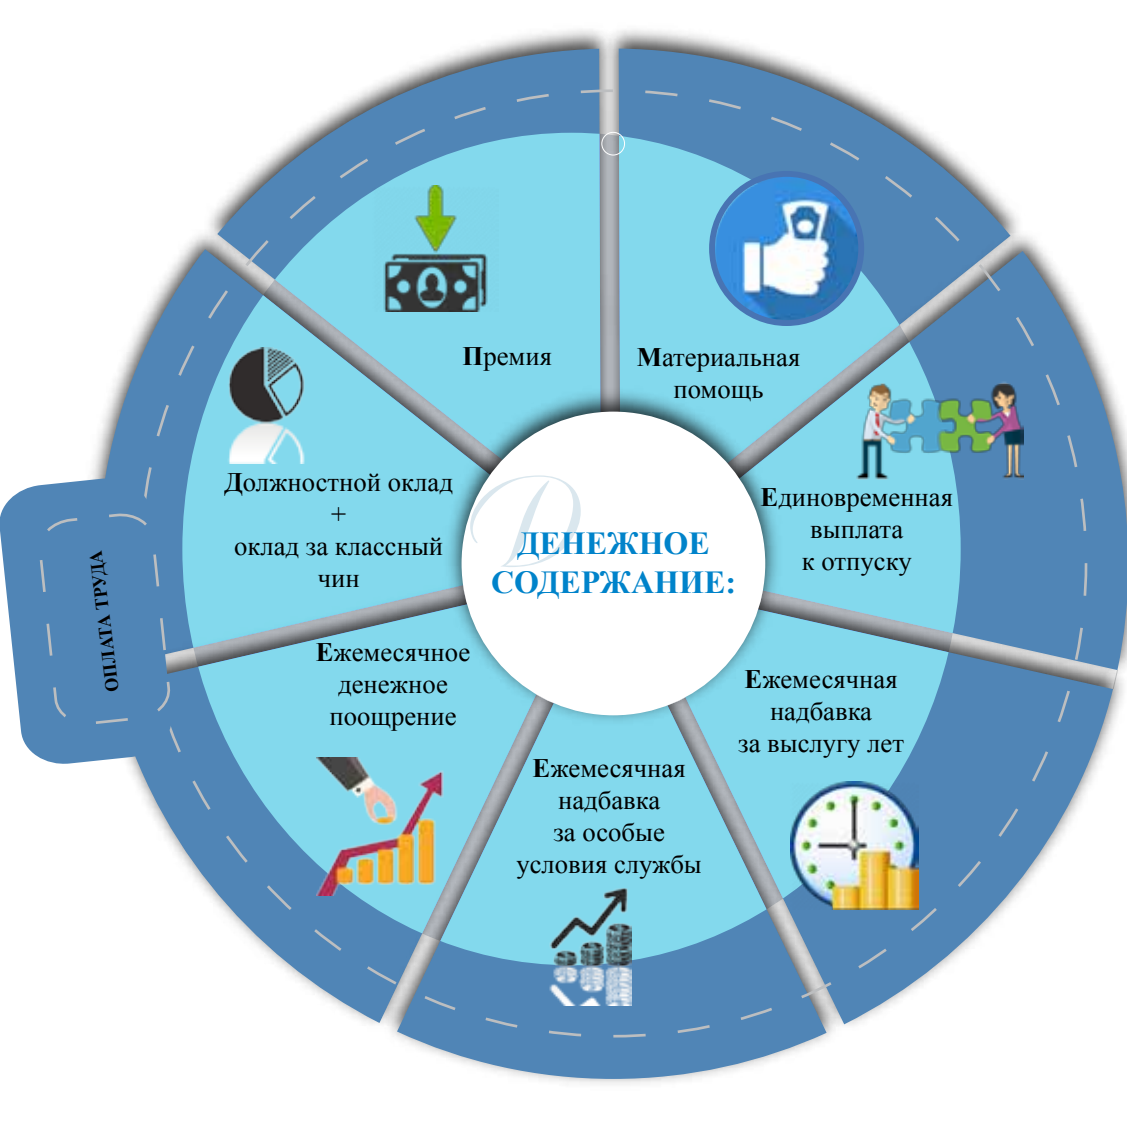 ДЕНЕЖНОЕ
СОДЕРЖАНИЕ:
D
Премия
Материальная
помощь
Единовременная
выплата
к отпуску
Ежемесячная
надбавка
за выслугу лет
Ежемесячная
надбавка
за особые
условия службы
Ежемесячное
денежное
поощрение
Должностной оклад
+
оклад за классный
чин
ОПЛАТА ТРУДА